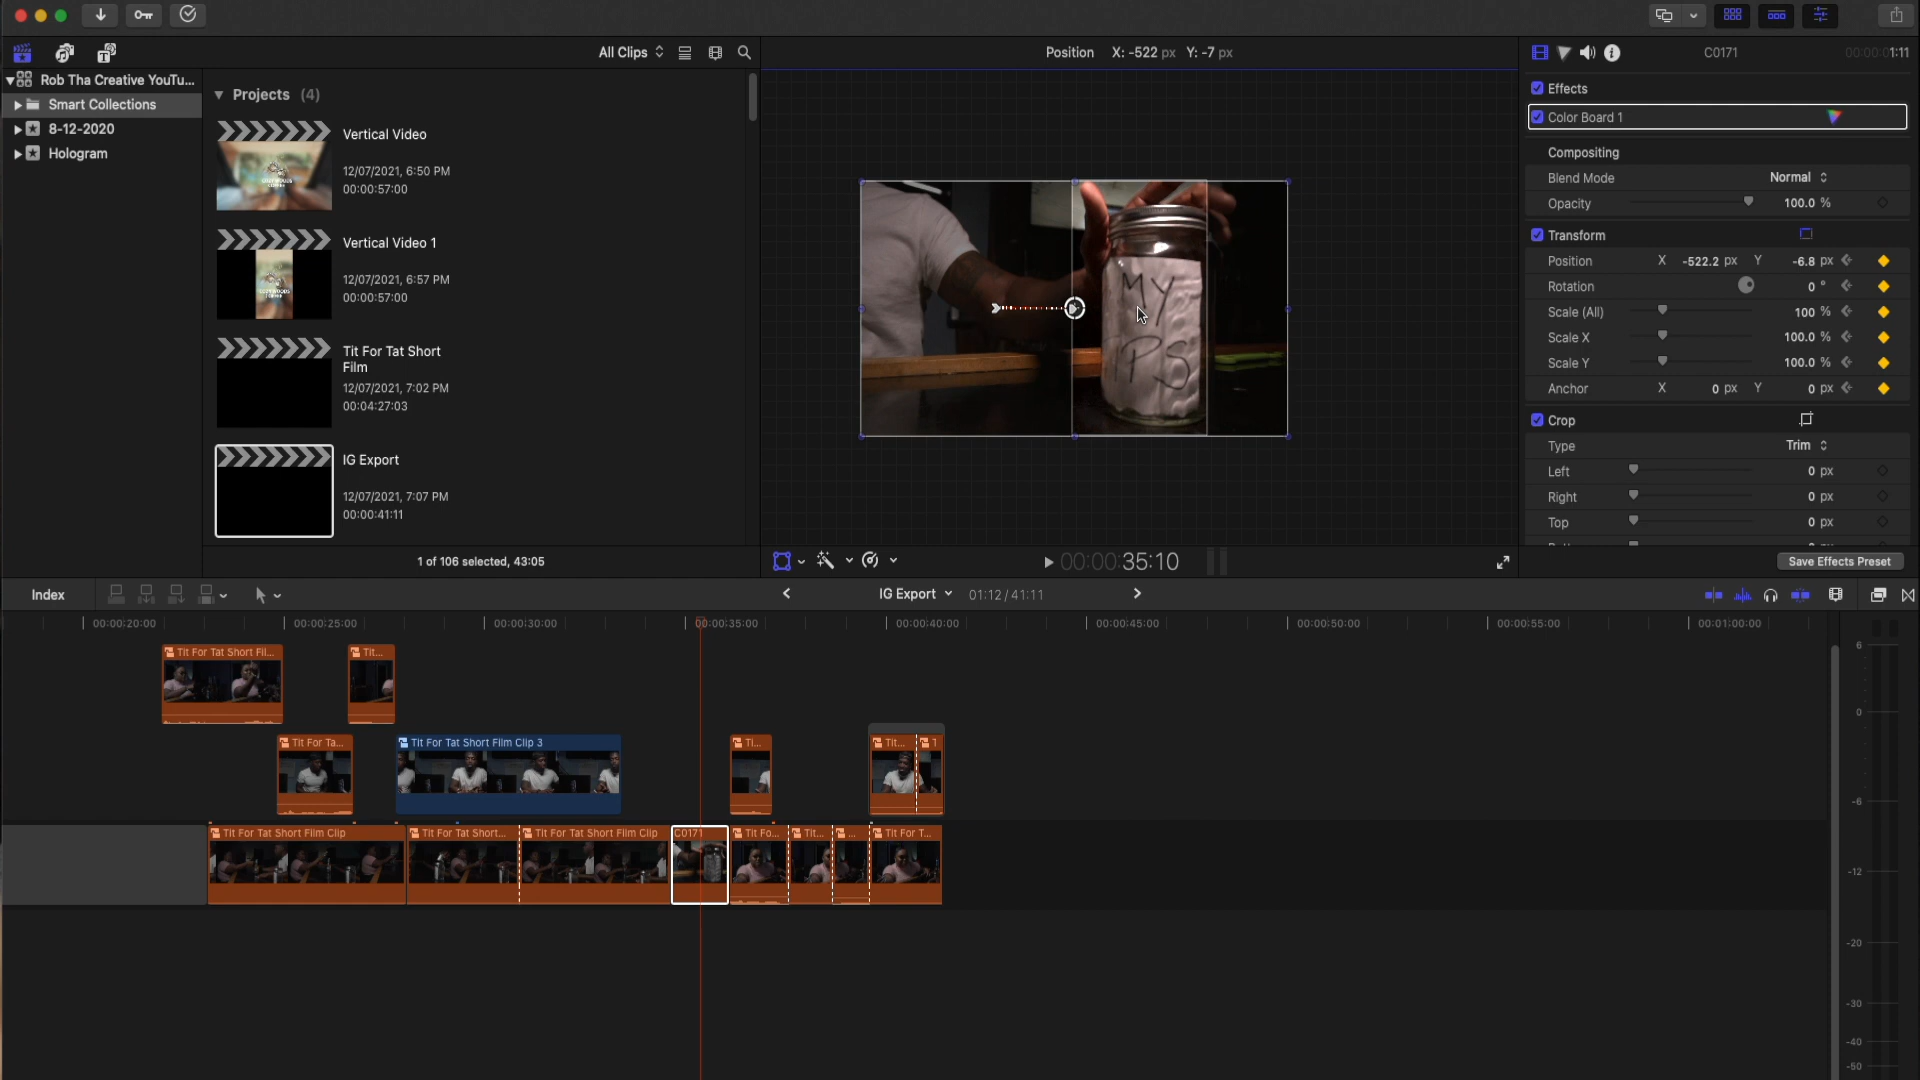 All Clips
Position X: -522 px Y: -7 px
C0171
00:00:01:11
Rob Tha Creative YouTu...
Smart Collections
8-12-2020
Hologram
Projects (4)
Vertical Video
12/07/2021, 6:50 PM
00:00:57:00
Vertical Video 1
12/07/2021, 6:57 PM
00:00:57:00
Tit For Tat Short
Film
12/07/2021, 7:02 PM
00:04:27:03
IG Export
12/07/2021, 7:07 PM
00:00:41:11
1 of 106 selected, 43:05
MY
TPS
00:00:35:10
Effects
Color Board 1
Compositing
Blend Mode Normal
Opacity 100.0 %
Transform
Position X -522.2 px Y -6.8 px
Rotation 0 °
Scale (All) 100 %
Scale X 100.0 %
Scale Y 100.0 %
Anchor X 0 px Y 0 px
Crop
Type Trim
Left 0 px
Right 0 px
Top 0 px
Save Effects Preset
Index
IG Export 01:12 / 41:11
00:00:20:00 00:00:25:00 00:00:30:00 00:00:35:00 00:00:40:00 00:00:45:00 00:00:50:00 00:00:55:00 00:01:00:00
Tit For Tat Short Fil... Tit...
Tit For Ta... Tit For Tat Short Film Clip 3 Ti... Tit... T
Tit For Tat Short Film Clip Tit For Tat Short... Tit For Tat Short Film Clip C0171 Tit Fo... Tit... ... Tit For T...
6
0
-6
-12
-20
-30
-40
-50